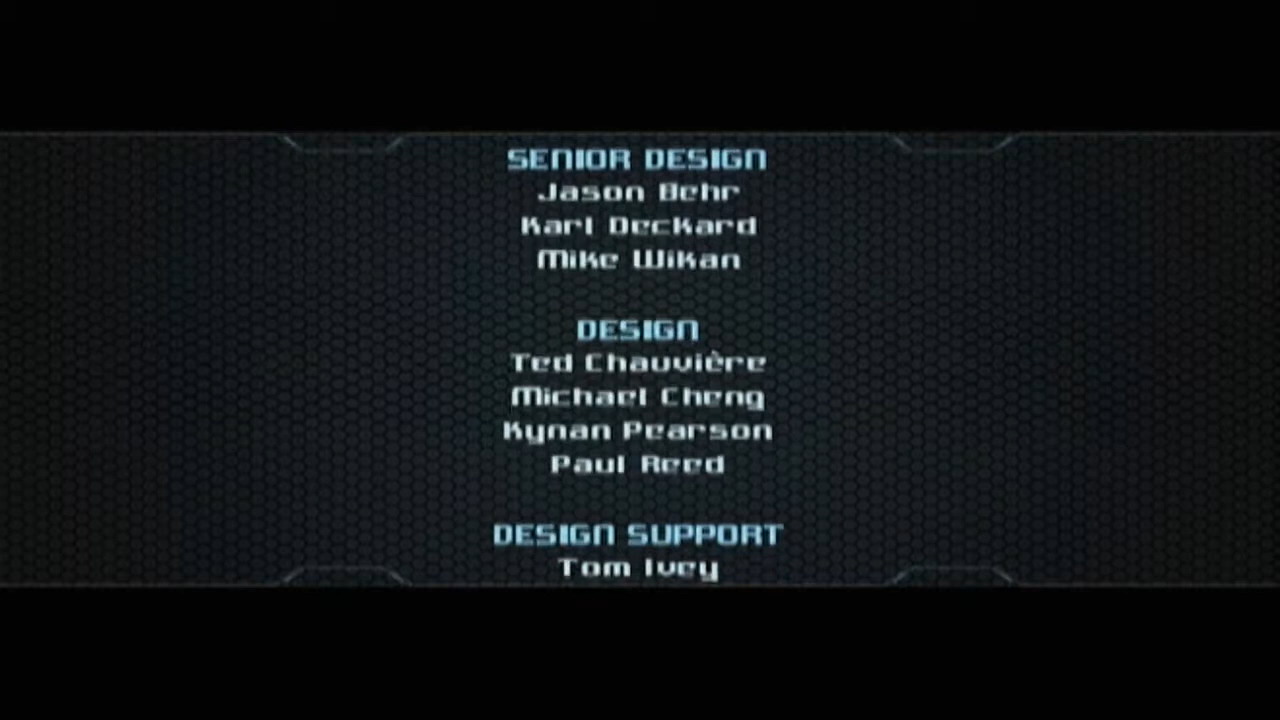 SENIOR DESIGN
Jason Behr
Karl Deckard
Mike Wikan
DESIGN
Ted Chauvière
Michael Cheng
Kynan Pearson
Paul Reed
DESIGN SUPPORT
Tom Ivey